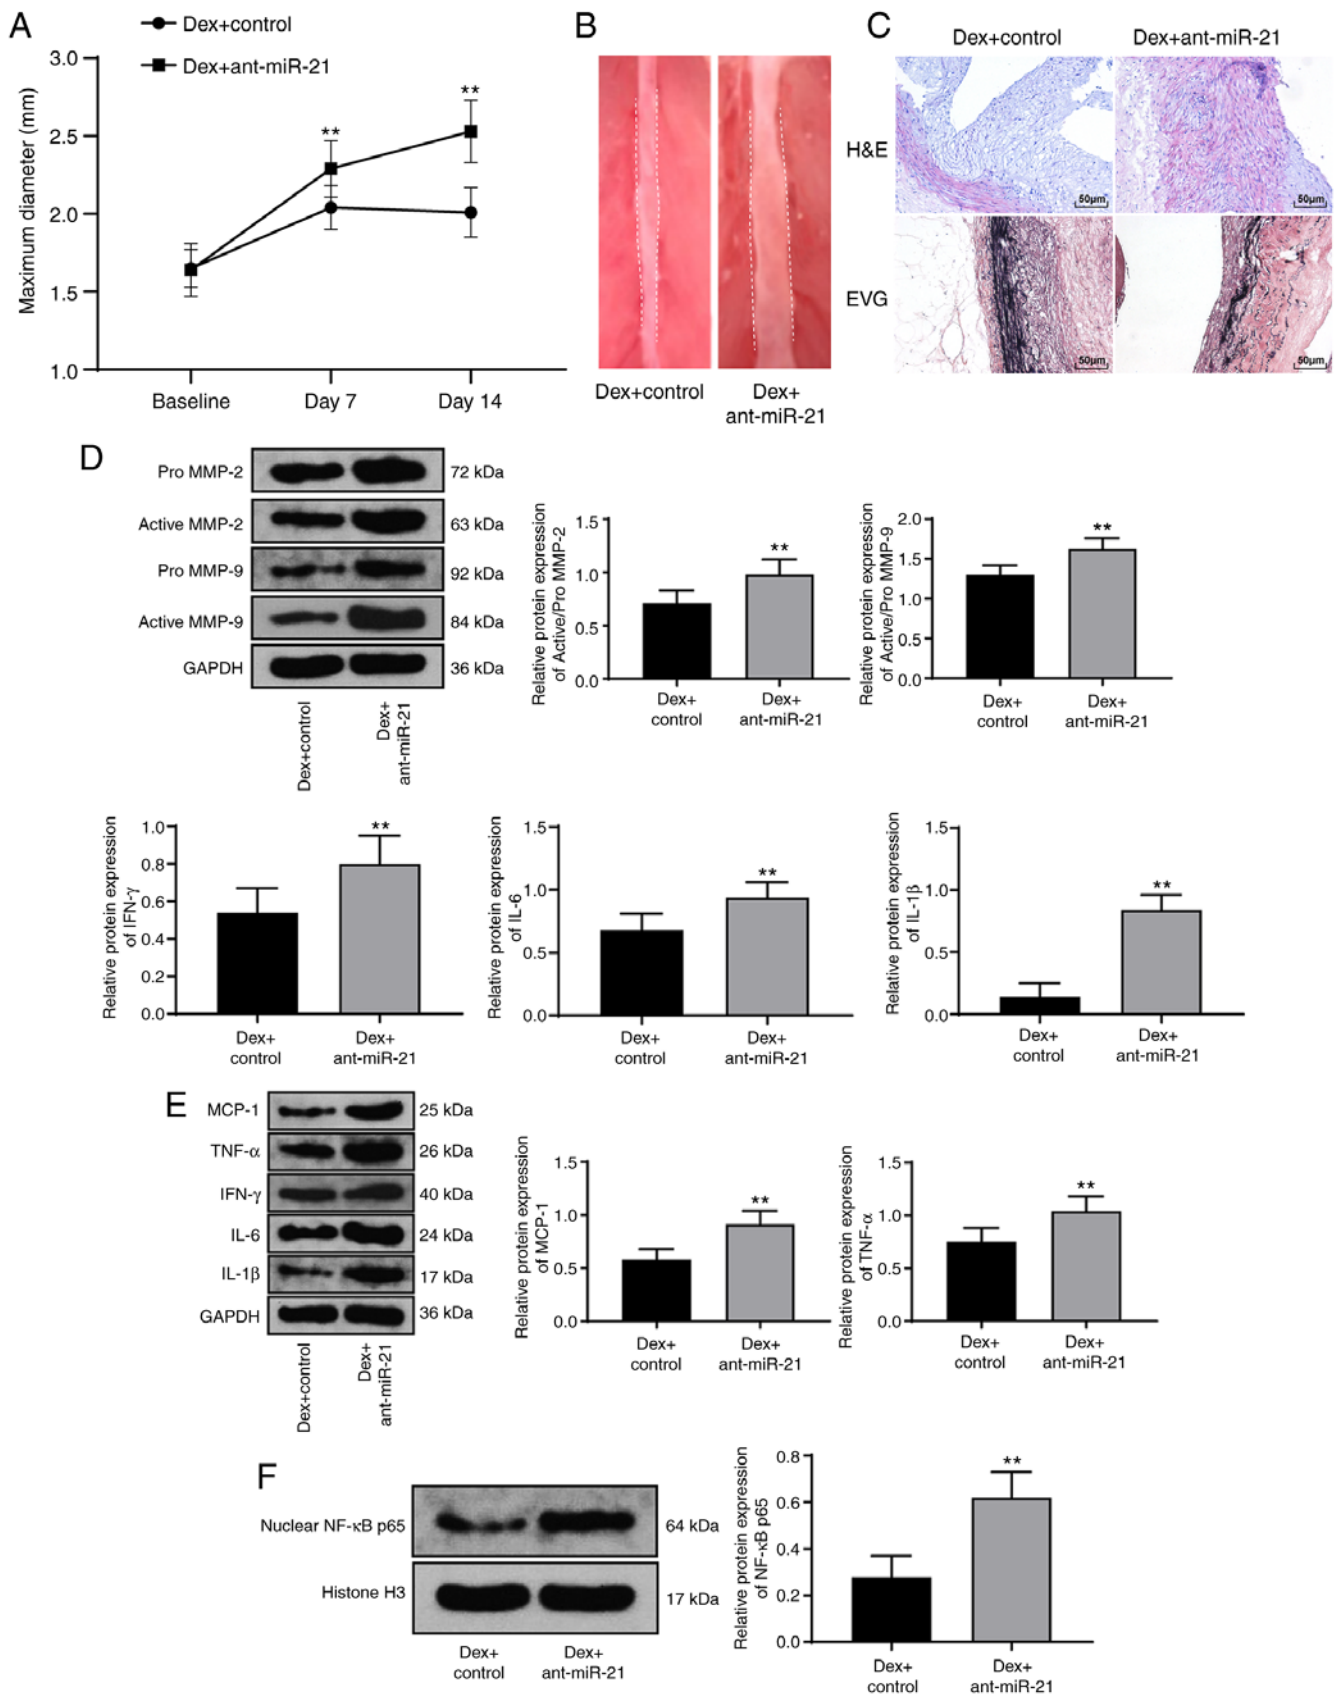 A
Dex+control
Dex+ant-miR-21
Maximum diameter (mm)
3.0
2.5
2.0
1.5
1.0
**
**
Baseline
Day 7
Day 14
B
Dex+control
Dex+
ant-miR-21
C
Dex+control
Dex+ant-miR-21
H&E
50µm
50µm
EVG
50µm
50µm
D
Pro MMP-2
72 kDa
Active MMP-2
63 kDa
Pro MMP-9
92 kDa
Active MMP-9
84 kDa
GAPDH
36 kDa
Dex+control
Dex+
ant-miR-21
Relative protein expression
of Active/Pro MMP-2
1.5
1.0
0.5
0.0
**
Dex+
control
Dex+
ant-miR-21
Relative protein expression
of Active/Pro MMP-9
2.0
1.5
1.0
0.5
0.0
**
Dex+
control
Dex+
ant-miR-21
Relative protein expression
of IFN-γ
1.0
0.8
0.6
0.4
0.2
0.0
**
Dex+
control
Dex+
ant-miR-21
Relative protein expression
of IL-6
1.5
1.0
0.5
0.0
**
Dex+
control
Dex+
ant-miR-21
Relative protein expression
of IL-1β
1.5
1.0
0.5
0.0
**
Dex+
control
Dex+
ant-miR-21
E
MCP-1
25 kDa
TNF-α
26 kDa
IFN-γ
40 kDa
IL-6
24 kDa
IL-1β
17 kDa
GAPDH
36 kDa
Dex+control
Dex+
ant-miR-21
Relative protein expression
of MCP-1
1.5
1.0
0.5
0.0
**
Dex+
control
Dex+
ant-miR-21
Relative protein expression
of TNF-α
1.5
1.0
0.5
0.0
**
Dex+
control
Dex+
ant-miR-21
F
Nuclear NF-κB p65
64 kDa
Histone H3
17 kDa
Dex+
control
Dex+
ant-miR-21
Relative protein expression
of NF-κB p65
0.8
0.6
0.4
0.2
0.0
**
Dex+
control
Dex+
ant-miR-21